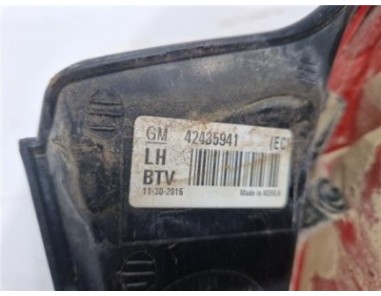 GM 42435941 (EC
LH
BTV
11-30-2016 Made in KOREA